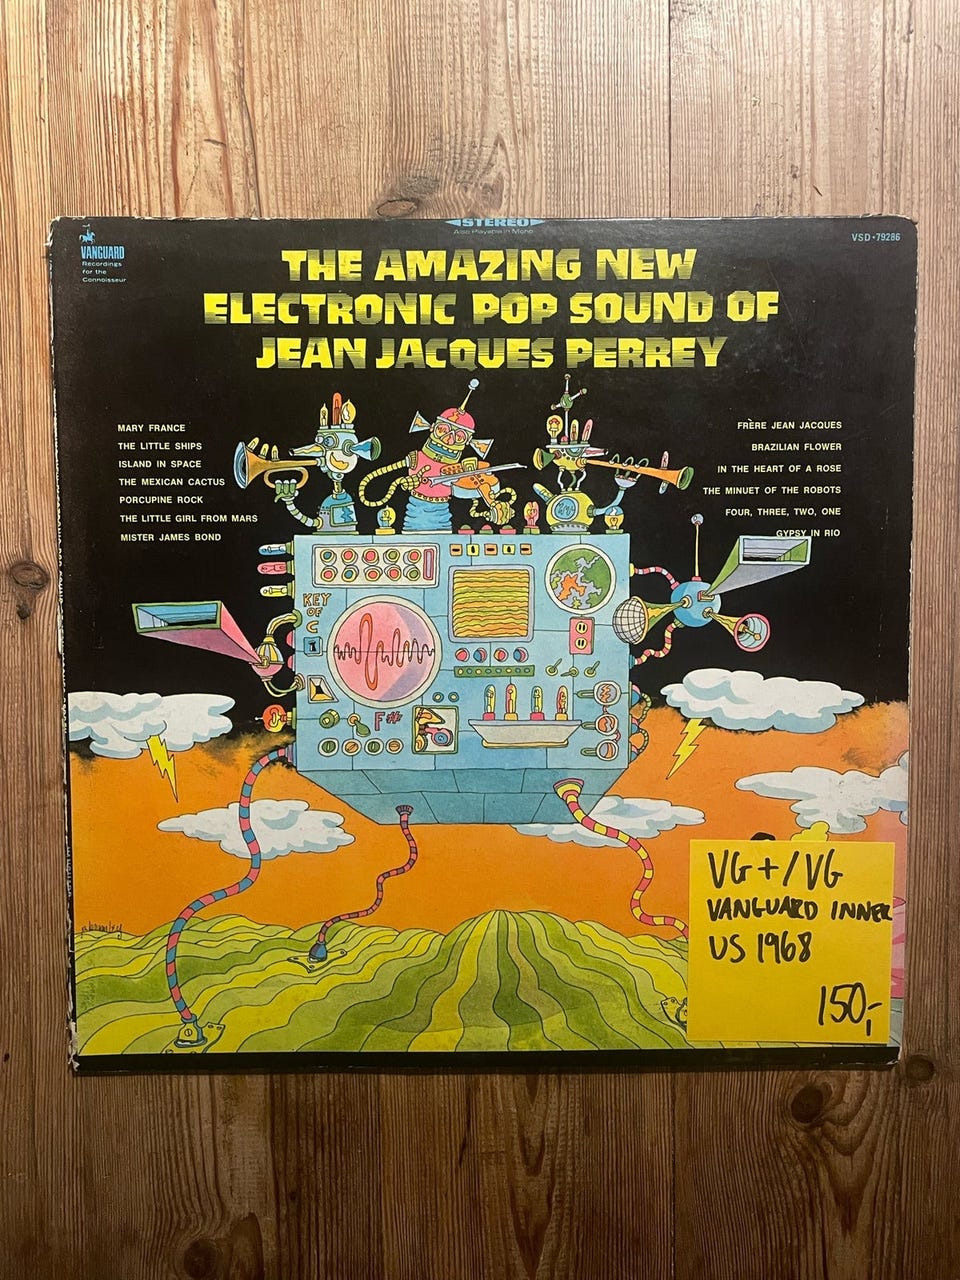 STEREO
Also Playable in Mono
VANGUARD
Recordings
for the
Connoisseur
VSD-79286
THE AMAZING NEW
ELECTRONIC POP SOUND OF
JEAN JACQUES PERREY
MARY FRANCE
THE LITTLE SHIPS
ISLAND IN SPACE
THE MEXICAN CACTUS
PORCUPINE ROCK
THE LITTLE GIRL FROM MARS
MISTER JAMES BOND
FRÈRE JEAN JACQUES
BRAZILIAN FLOWER
IN THE HEART OF A ROSE
THE MINUET OF THE ROBOTS
FOUR, THREE, TWO, ONE
GYPSY IN RIO
KEY
OF
C
F#
VG+/VG
VANGUARD INNER
US 1968
150,-